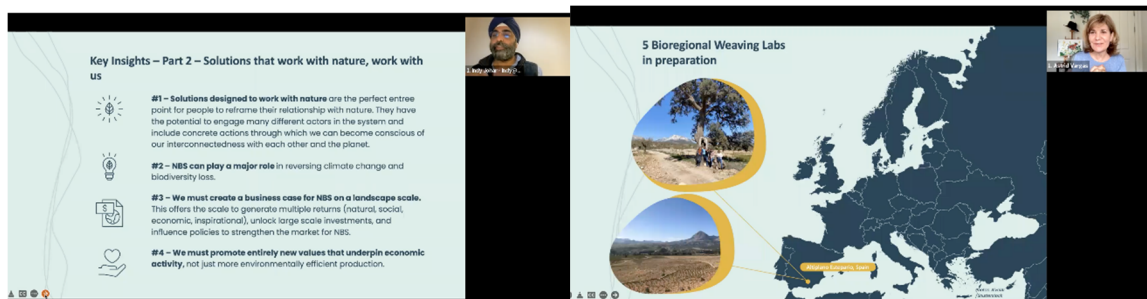 Key Insights – Part 2 – Solutions that work with nature, work with
us
#1 – Solutions designed to work with nature are the perfect entree
point for people to reframe their relationship with nature. They have
the potential to engage many different actors in the system and
include concrete actions through which we can become conscious of
our interconnectedness with each other and the planet.
#2 – NBS can play a major role in reversing climate change and
biodiversity loss.
#3 – We must create a business case for NBS on a landscape scale.
This offers the scale to generate multiple returns (natural, social,
economic, inspirational), unlock large scale investments, and
influence policies to strengthen the market for NBS.
#4 – We must promote entirely new values that underpin economic
activity, not just more environmentally efficient production.
1. Indy Johar - Indy
5 Bioregional Weaving Labs
in preparation
Altiplano Estepario, Spain
1. Astrid Vargas